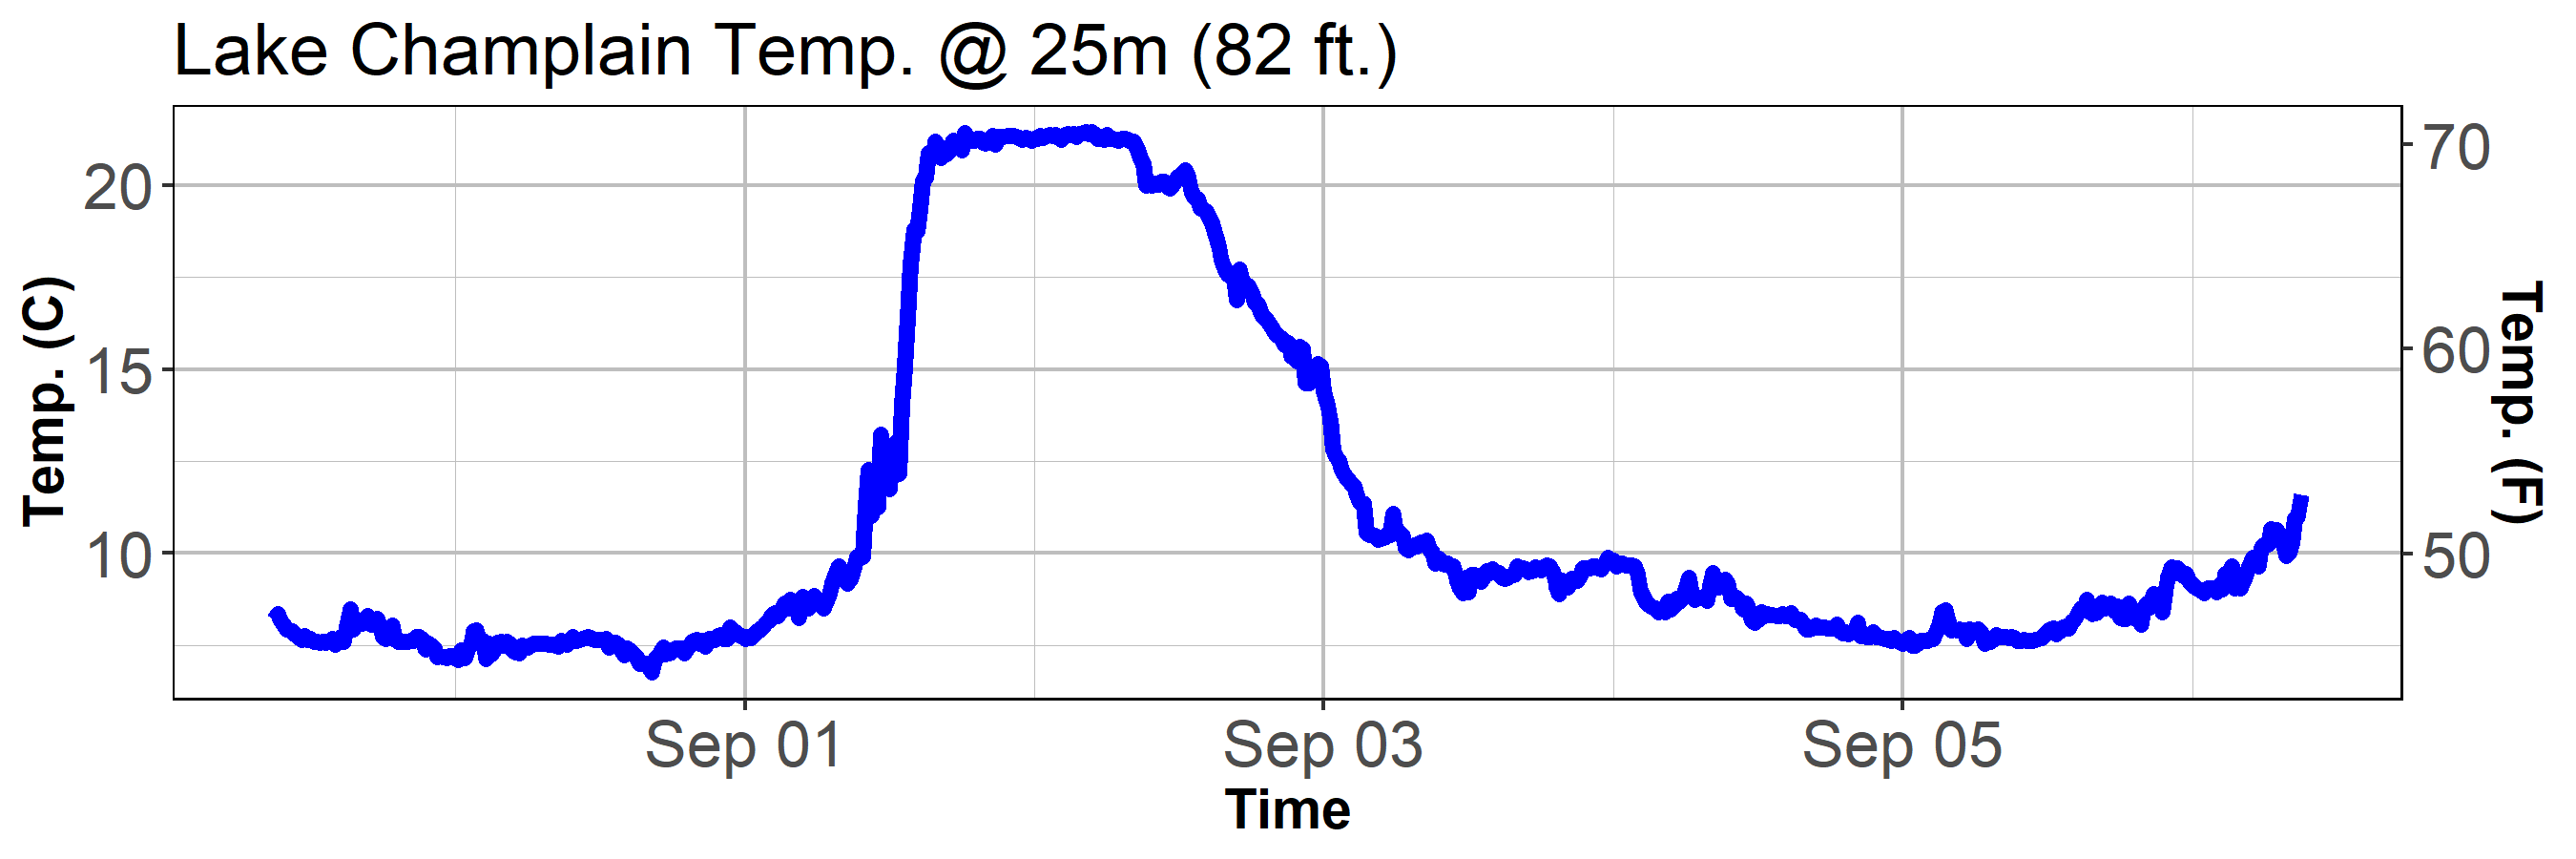 Lake Champlain Temp. @ 25m (82 ft.)
Temp. (C)
20
15
10
70
60
50
Temp. (F)
Sep 01
Sep 03
Sep 05
Time